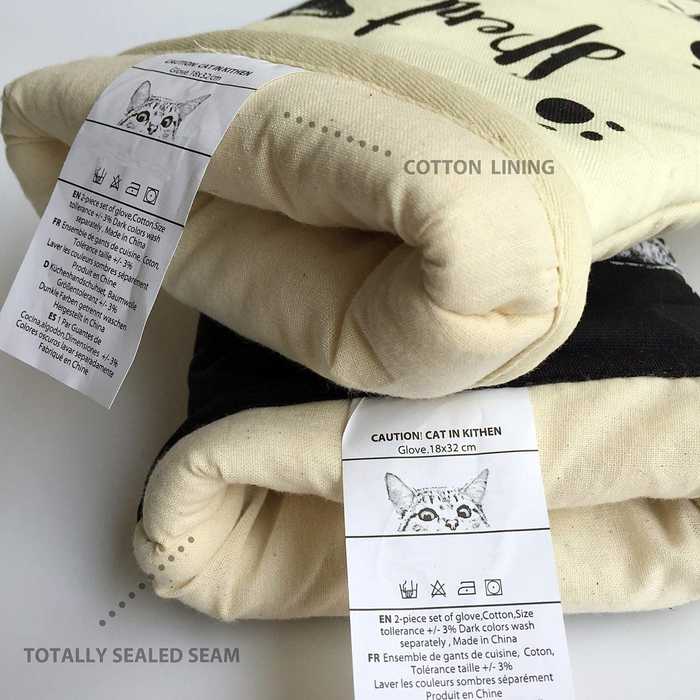 Spent
CAUTION! CAT IN KITHEN
Glove,18x32 cm
EN 2-piece set of glove,Cotton,Size
tollerance +/-3% Dark colors wash
separately , Made in China
FR Ensemble de gants de cuisine, Coton,
Tolérance taille +/- 3%
Laver les couleurs sombres séparément
Produit en Chine
D Küchenhandschuhset, Baumwolle
Größentolerant +/- 3%
Dunkle Farben getrennt waschen
Hergestellt in China
ES 1 Par Guantes de
Cocina,algodón,Dimensiones +/-3%
Colores oscuros lavar separadamente
Fabriqué en Chine
COTTON LINING
CAUTION! CAT IN KITHEN
Glove,18x32 cm
EN 2-piece set of glove,Cotton,Size
tollerance +/- 3% Dark colors wash
separately , Made in China
FR Ensemble de gants de cuisine, Coton,
Tolérance taille +/- 3%
Laver les couleurs sombres séparément
Produit en Chine
TOTALLY SEALED SEAM